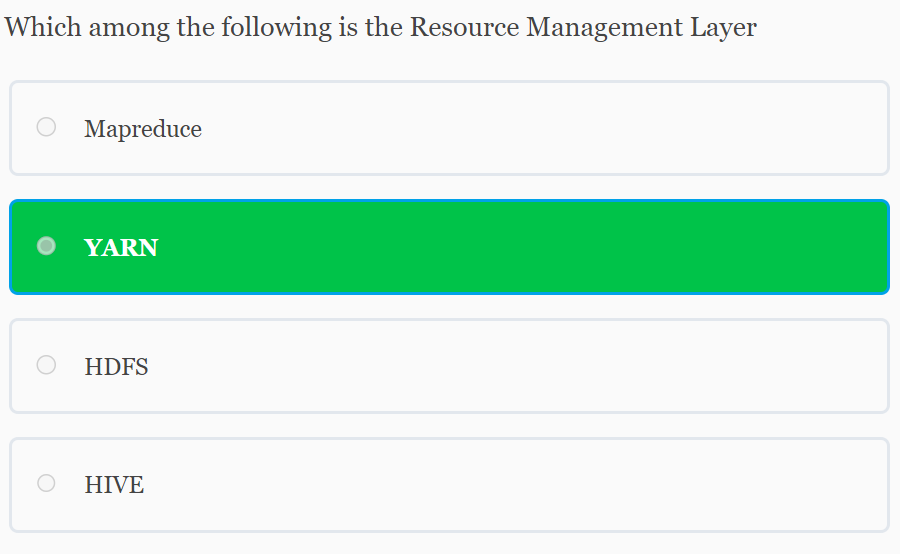 Which among the following is the Resource Management Layer
Mapreduce
YARN
HDFS
HIVE